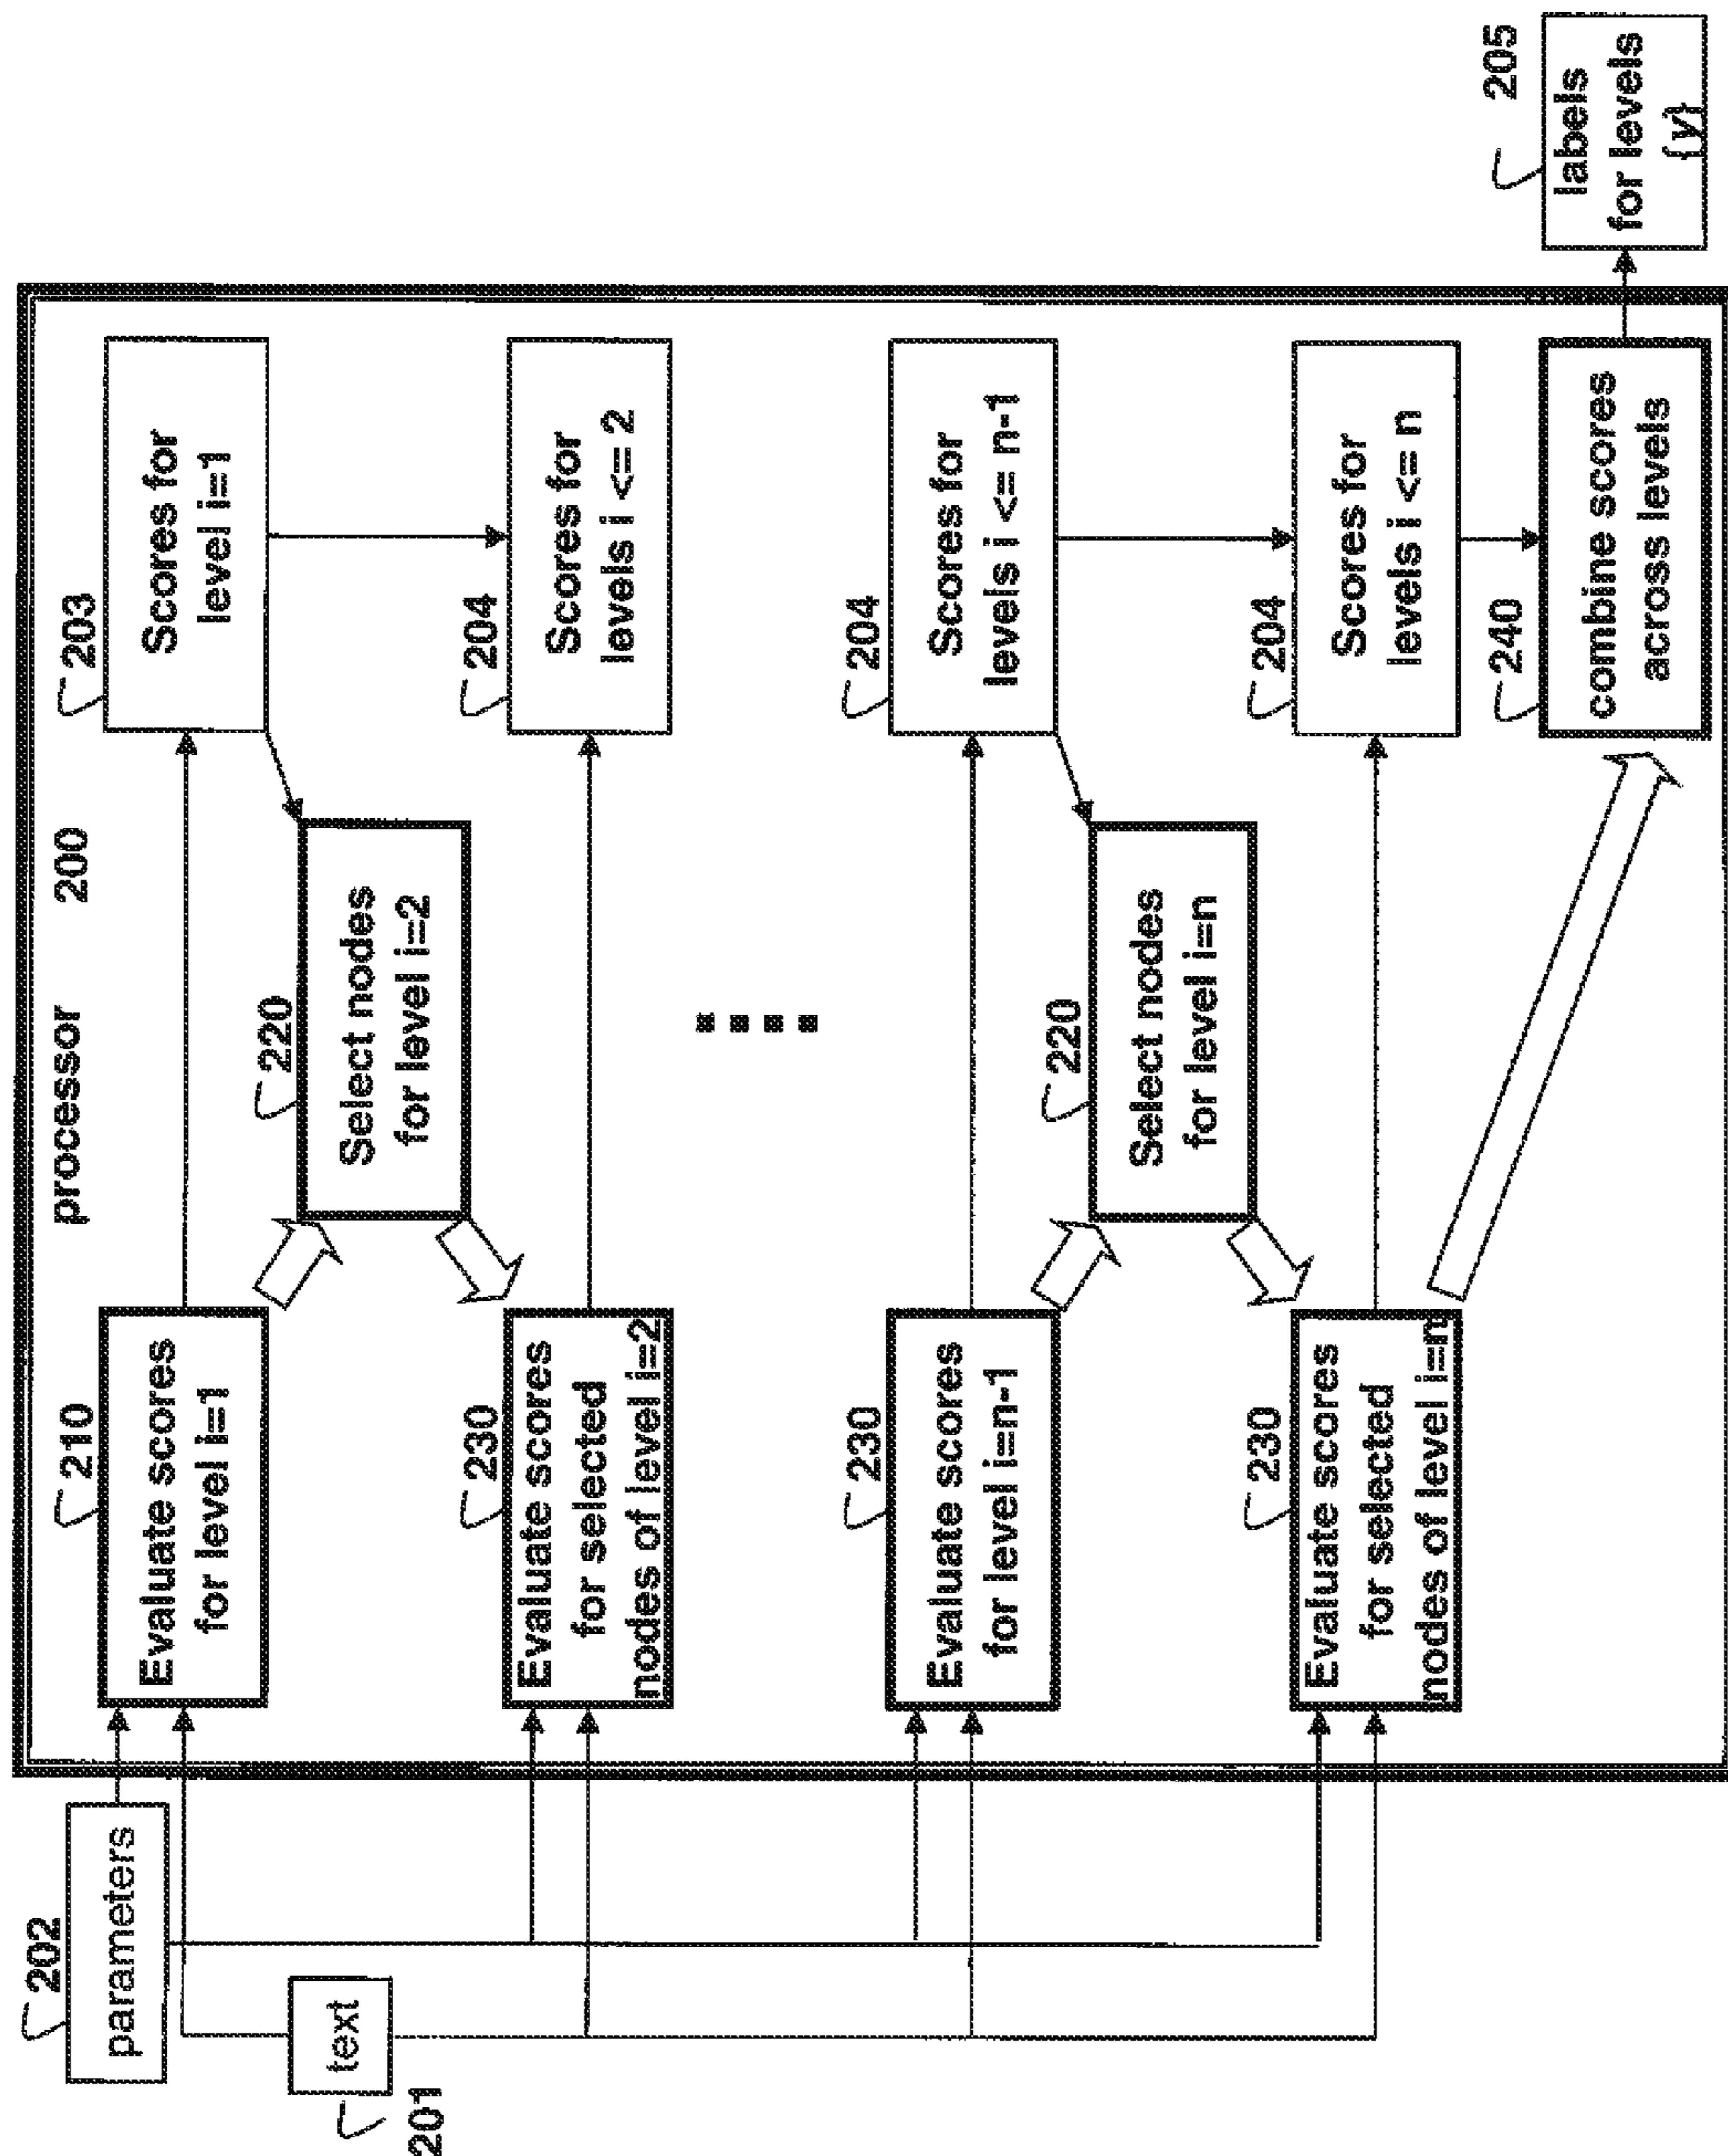 202
parameters
text
201
processor 200
210
Evaluate scores
for level i=1
203
Scores for
level i=1
220
Select nodes
for level i=2
230
Evaluate scores
for selected
nodes of level i=2
204
Scores for
levels i <= 2
230
Evaluate scores
for level i=n-1
204
Scores for
levels i <= n-1
220
Select nodes
for level i=n
230
Evaluate scores
for selected
nodes of level i=n
204
Scores for
levels i <= n
240
combine scores
across levels
205
labels
for levels
{y}